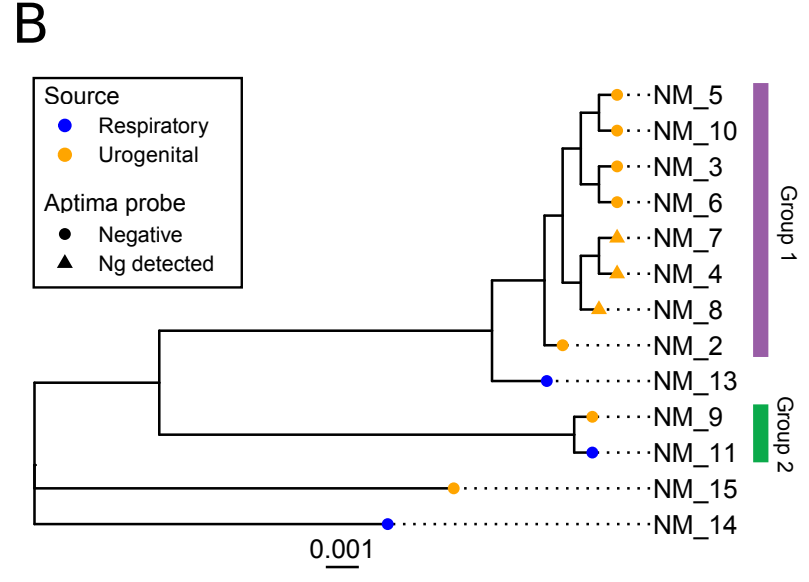 B
Source
Respiratory
Urogenital
Aptima probe
Negative
Ng detected
NM_5
NM_10
NM_3
NM_6
NM_7
NM_4
NM_8
NM_2
NM_13
NM_9
NM_11
NM_15
NM_14
Group 1
Group 2
0.001